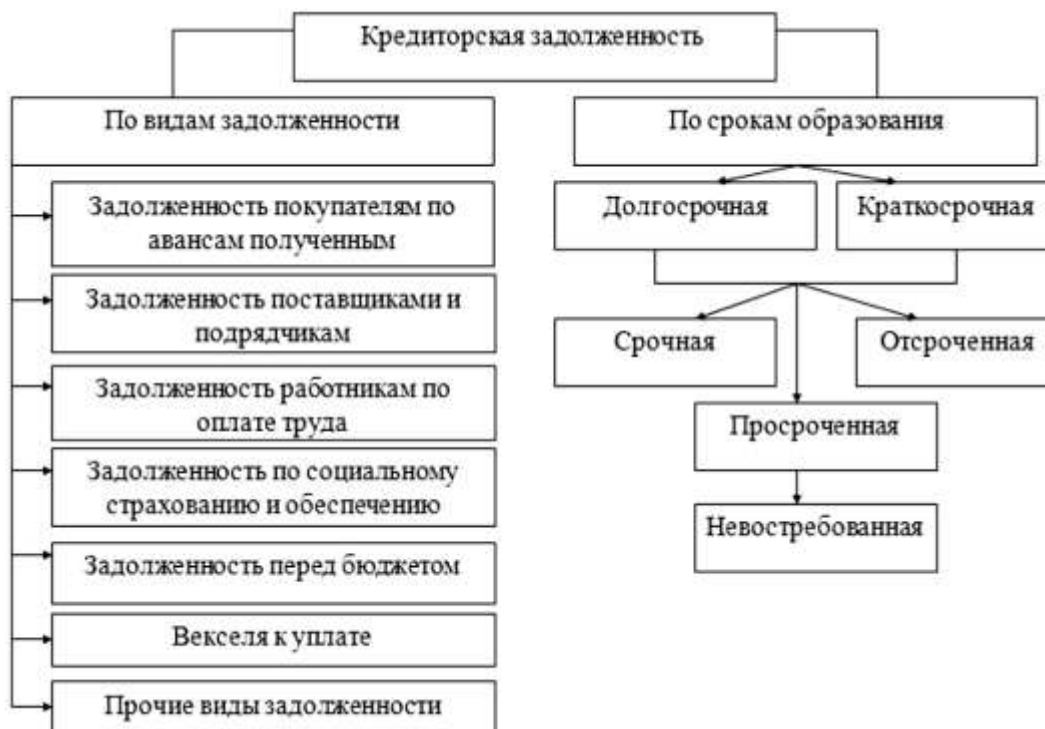 Кредиторская задолженность
По видам задолженности
Задолженность покупателям по
авансам полученным
Задолженность поставщиками и
подрядчикам
Задолженность работникам по
оплате труда
Задолженность по социальному
страхованию и обеспечению
Задолженность перед бюджетом
Векселя к уплате
Прочие виды задолженности
По срокам образования
Долгосрочная
Краткосрочная
Срочная
Отсроченная
Просроченная
Невостребованная